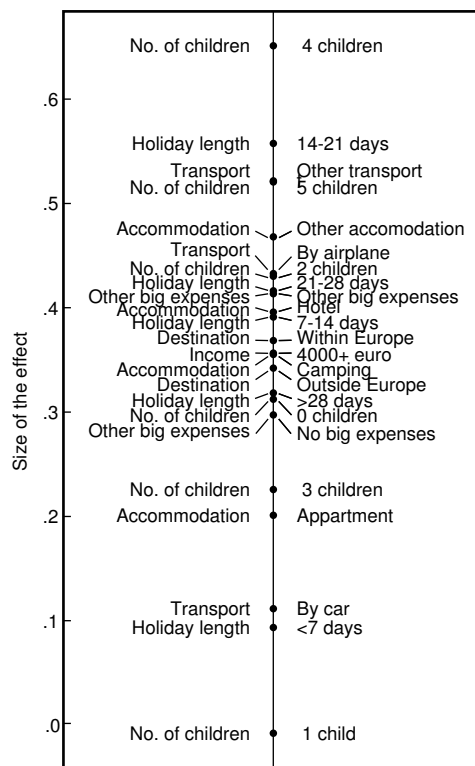 No. of children 4 children
.6
Holiday length 14-21 days
Transport Other transport
No. of children 5 children
.5
Accommodation Other accomodation
Transport By airplane
No. of children 2 children
Holiday length 21-28 days
Other big expenses Other big expenses
.4
Accommodation Hotel
Holiday length 7-14 days
Destination Within Europe
Income 4000+ euro
Accommodation Camping
Destination Outside Europe
Holiday length >28 days
.3
No. of children 0 children
Other big expenses No big expenses
No. of children 3 children
.2
Accommodation Appartment
.1
Transport By car
Holiday length <7 days
.0
No. of children 1 child
Size of the effect